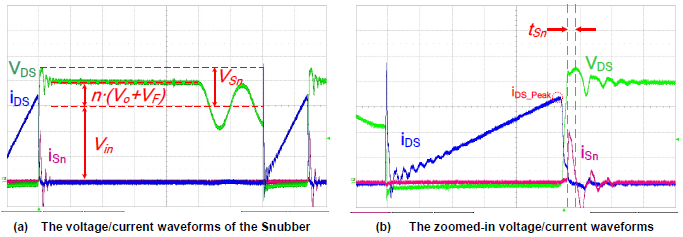 V_DS
i_DS
i_Sn
n·(V_o+V_F)
V_Sn
V_in
(a) The voltage/current waveforms of the Snubber
t_Sn
V_DS
i_DS_Peak
i_DS
i_Sn
(b) The zoomed-in voltage/current waveforms